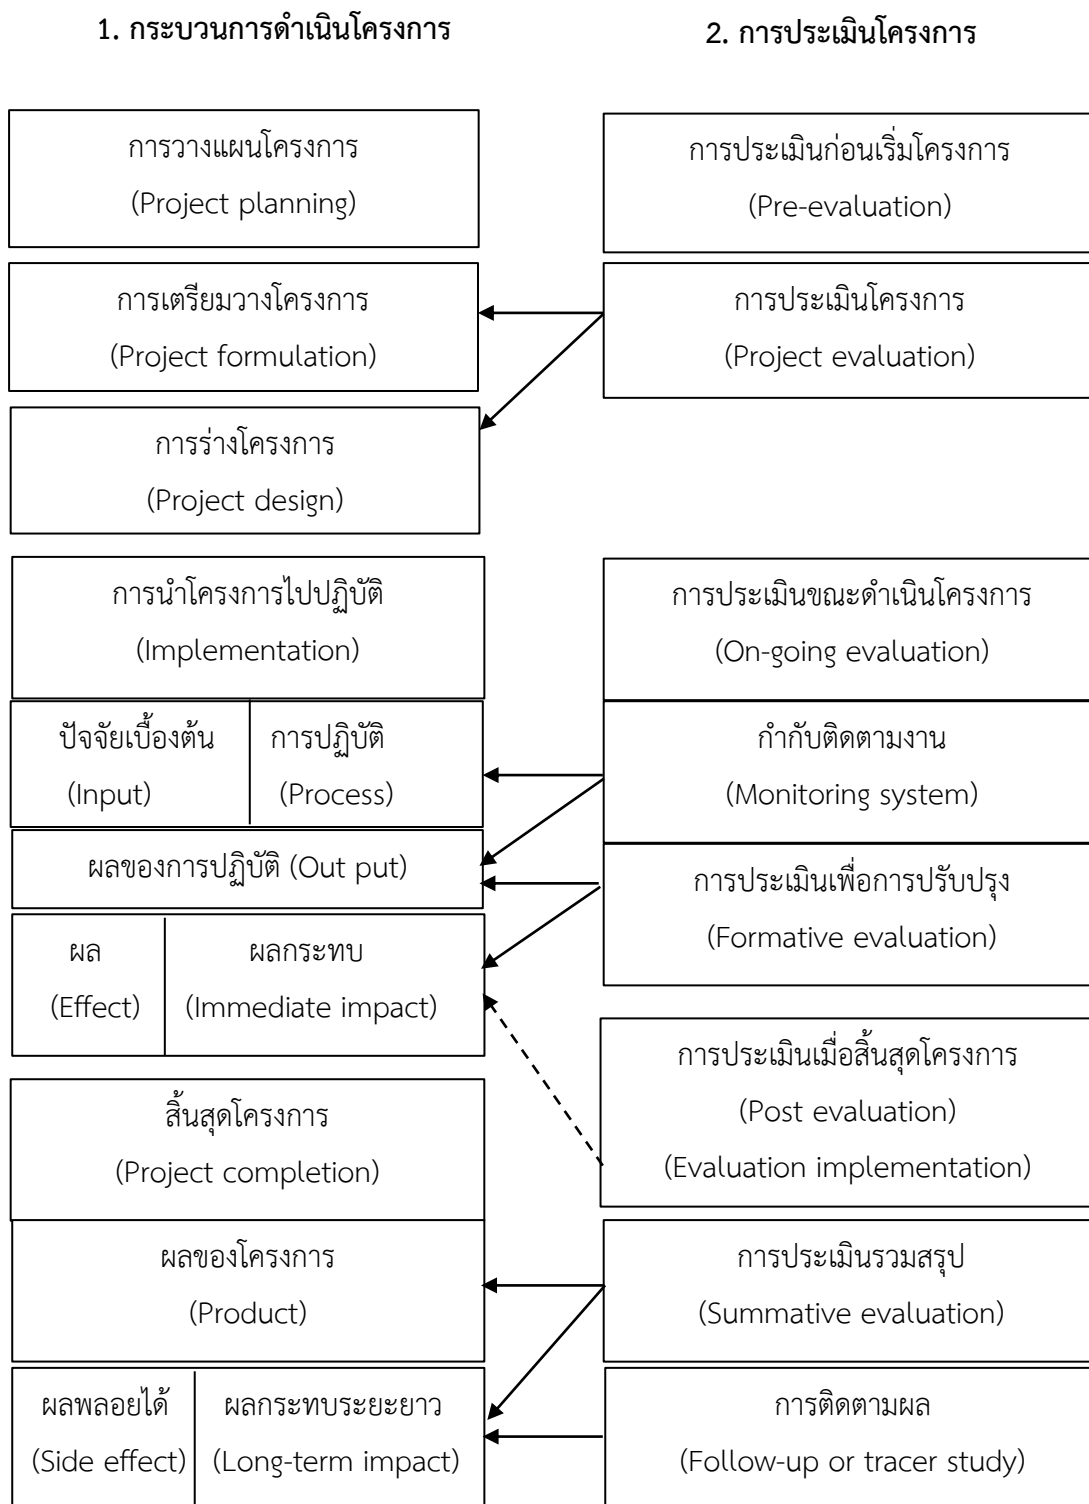 1. กระบวนการดำเนินโครงการ
2. การประเมินโครงการ
การวางแผนโครงการ
(Project planning)
การประเมินก่อนเริ่มโครงการ
(Pre-evaluation)
การเตรียมวางโครงการ
(Project formulation)
การประเมินโครงการ
(Project evaluation)
การร่างโครงการ
(Project design)
การนำโครงการไปปฏิบัติ
(Implementation)
การประเมินขณะดำเนินโครงการ
(On-going evaluation)
ปัจจัยเบื้องต้น
(Input)
การปฏิบัติ
(Process)
กำกับติดตามงาน
(Monitoring system)
ผลของการปฏิบัติ (Out put)
การประเมินเพื่อการปรับปรุง
(Formative evaluation)
ผล
(Effect)
ผลกระทบ
(Immediate impact)
การประเมินเมื่อสิ้นสุดโครงการ
(Post evaluation)
(Evaluation implementation)
สิ้นสุดโครงการ
(Project completion)
ผลของโครงการ
(Product)
การประเมินรวมสรุป
(Summative evaluation)
ผลพลอยได้
(Side effect)
ผลกระทบระยะยาว
(Long-term impact)
การติดตามผล
(Follow-up or tracer study)